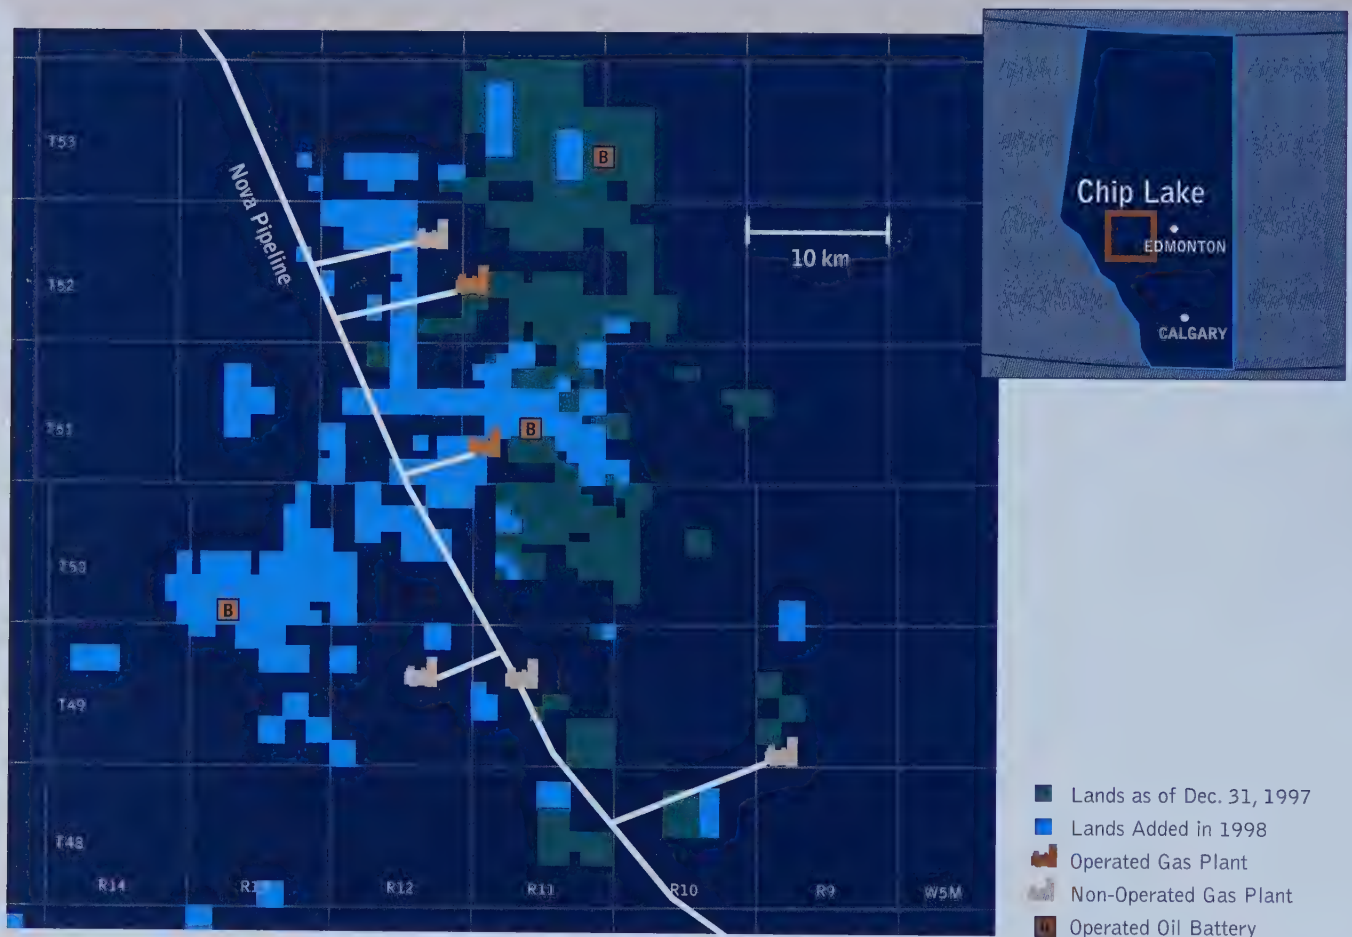 T53
B
Nova Pipeline
10 km
T52
T51
B
T50
B
T49
T48
R14
R13
R12
R11
R10
R9
W5M
Chip Lake
EDMONTON
CALGARY
Lands as of Dec. 31, 1997
Lands Added in 1998
Operated Gas Plant
Non-Operated Gas Plant
B
Operated Oil Battery